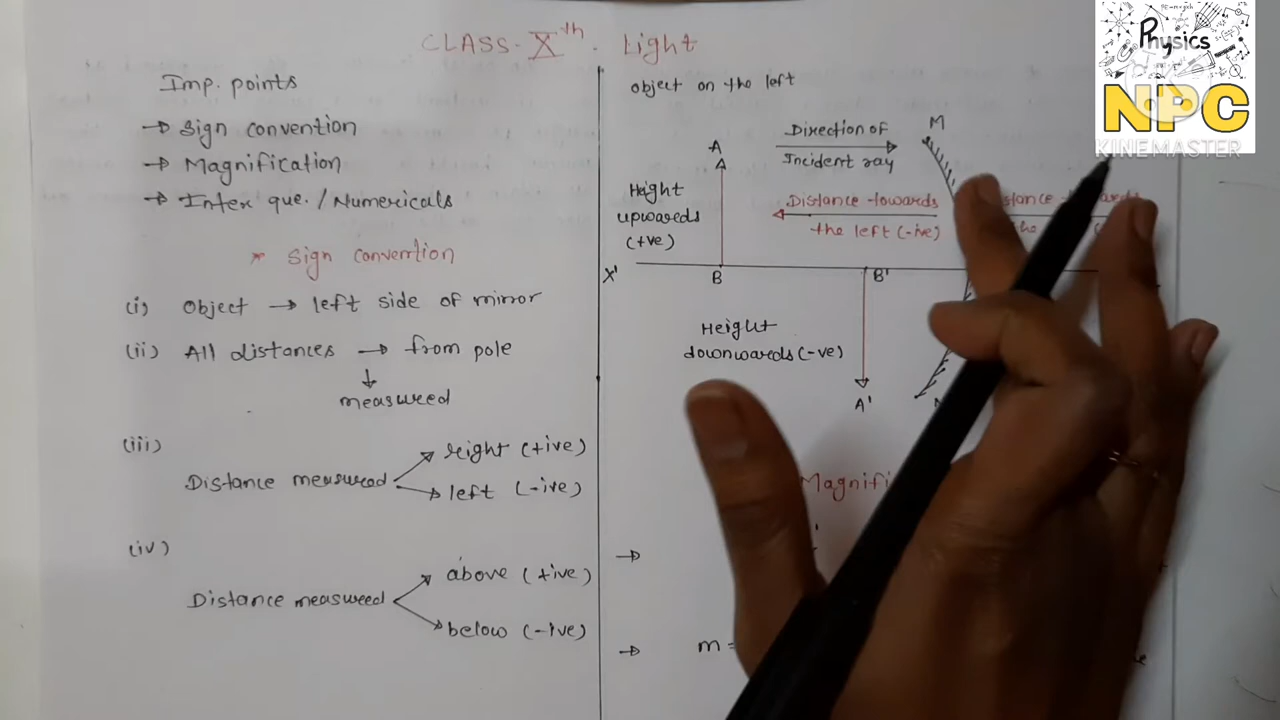 CLASS - Xth. Light
Imp. points
→ Sign convention
→ Magnification
→ Intex que. / Numericals
* Sign convention
(i) Object → left side of mirror
(ii) All distances → from pole
↓
measured
(iii)
Distance measured
right (+ive)
left (-ive)
(iv)
Distance measured
above (+ive)
below (-ive)
object on the left
A
Direction of
Incident ray
M
Height
upwards
(+ve)
Distance towards
the left (-ive)
X'
B
B'
Height
downwards (-ve)
A'
→
→ m =
Physics
NPC
KINEMASTER